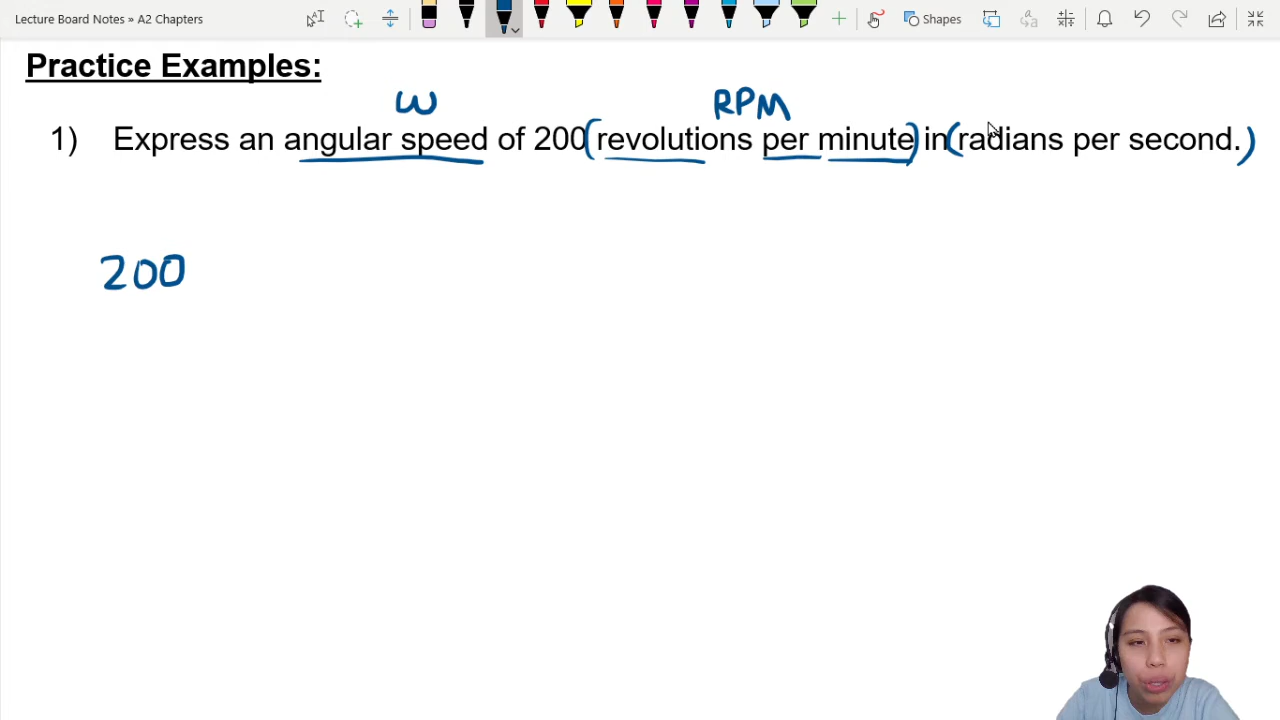 Lecture Board Notes » A2 Chapters
Shapes
Practice Examples:
ω RPM
1) Express an angular speed of 200 (revolutions per minute) in (radians per second.)
200